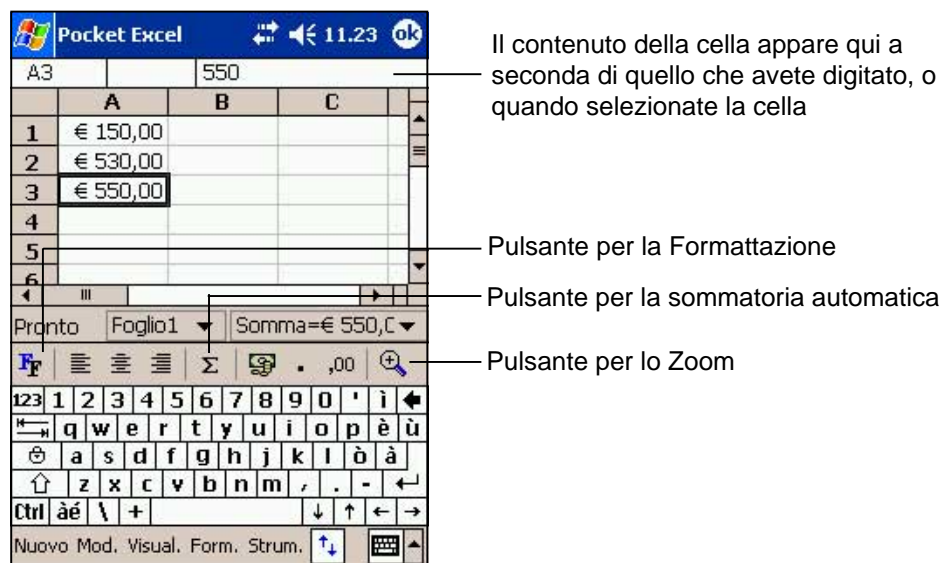 Pocket Excel 11.23 ok
A3 550
Il contenuto della cella appare qui a
seconda di quello che avete digitato, o
quando selezionate la cella
A B C
1 € 150,00
2 € 530,00
3 € 550,00
4
5
6
Pulsante per la Formattazione
Pulsante per la sommatoria automatica
Pronto Foglio1 Somma=€ 550,0
FF Σ . ,00
Pulsante per lo Zoom
123 1 2 3 4 5 6 7 8 9 0 ' ì
q w e r t y u i o p è ù
a s d f g h j k l ò à
z x c v b n m , . -
Ctrl àé \ + ↓ ↑ ← →
Nuovo Mod. Visual. Form. Strum.